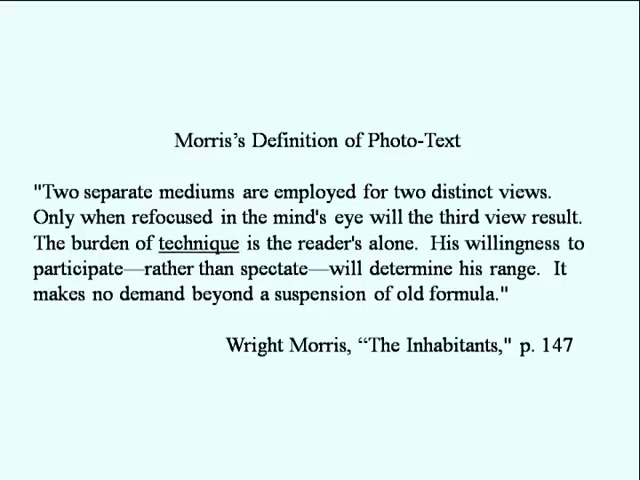 Morris’s Definition of Photo-Text
"Two separate mediums are employed for two distinct views.
Only when refocused in the mind's eye will the third view result.
The burden of technique is the reader's alone.  His willingness to
participate—rather than spectate—will determine his range.  It
makes no demand beyond a suspension of old formula."
Wright Morris, “The Inhabitants," p. 147